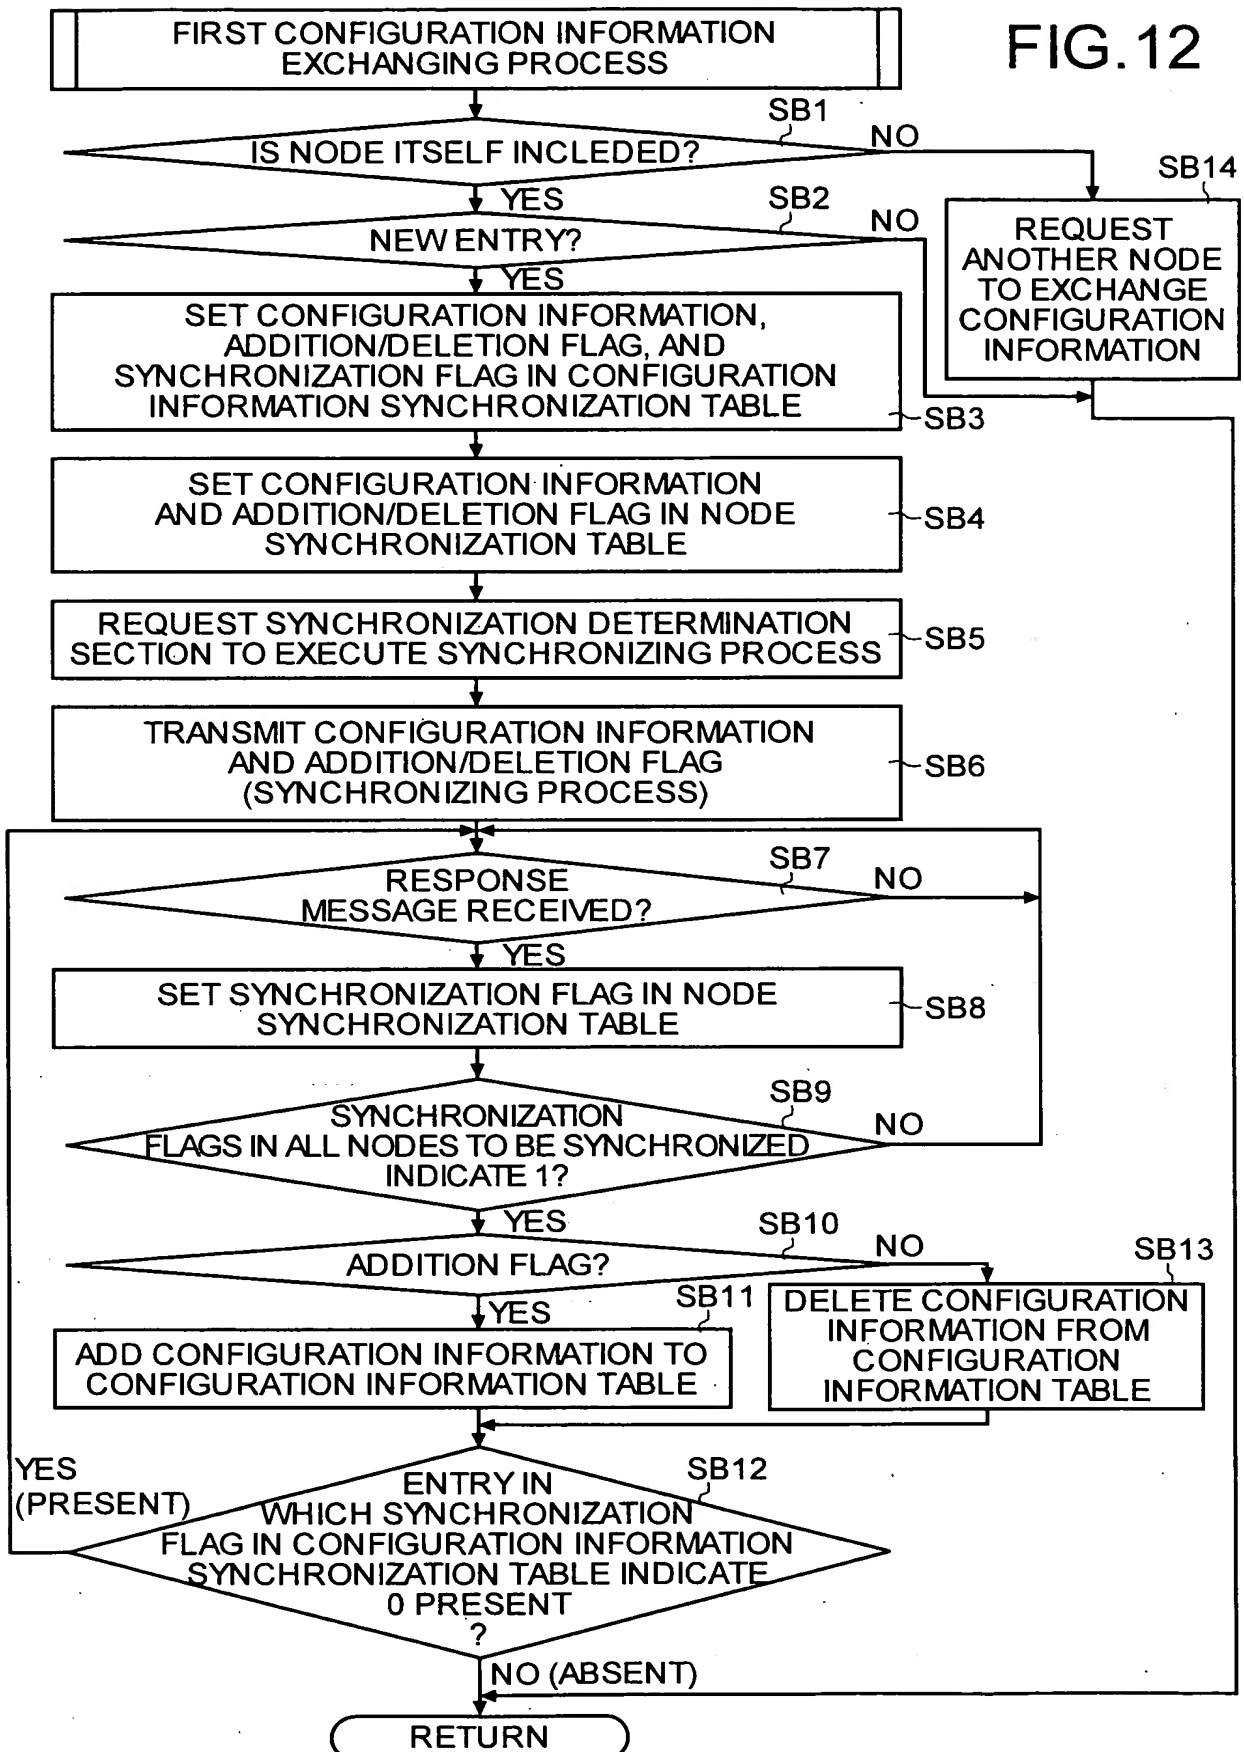 FIRST CONFIGURATION INFORMATION
EXCHANGING PROCESS
FIG.12
SB1
IS NODE ITSELF INCLEDED?
NO
YES
SB14
REQUEST
ANOTHER NODE
TO EXCHANGE
CONFIGURATION
INFORMATION
SB2
NEW ENTRY?
NO
YES
SET CONFIGURATION INFORMATION,
ADDITION/DELETION FLAG, AND
SYNCHRONIZATION FLAG IN CONFIGURATION
INFORMATION SYNCHRONIZATION TABLE
SB3
SET CONFIGURATION INFORMATION
AND ADDITION/DELETION FLAG IN NODE
SYNCHRONIZATION TABLE
SB4
REQUEST SYNCHRONIZATION DETERMINATION
SECTION TO EXECUTE SYNCHRONIZING PROCESS
SB5
TRANSMIT CONFIGURATION INFORMATION
AND ADDITION/DELETION FLAG
(SYNCHRONIZING PROCESS)
SB6
SB7
RESPONSE
MESSAGE RECEIVED?
NO
YES
SET SYNCHRONIZATION FLAG IN NODE
SYNCHRONIZATION TABLE
SB8
SB9
SYNCHRONIZATION
FLAGS IN ALL NODES TO BE SYNCHRONIZED
INDICATE 1?
NO
YES
SB10
ADDITION FLAG?
NO
YES
SB11
ADD CONFIGURATION INFORMATION TO
CONFIGURATION INFORMATION TABLE
SB13
DELETE CONFIGURATION
INFORMATION FROM
CONFIGURATION
INFORMATION TABLE
SB12
ENTRY IN
WHICH SYNCHRONIZATION
FLAG IN CONFIGURATION INFORMATION
SYNCHRONIZATION TABLE INDICATE
0 PRESENT
?
YES
(PRESENT)
NO (ABSENT)
RETURN